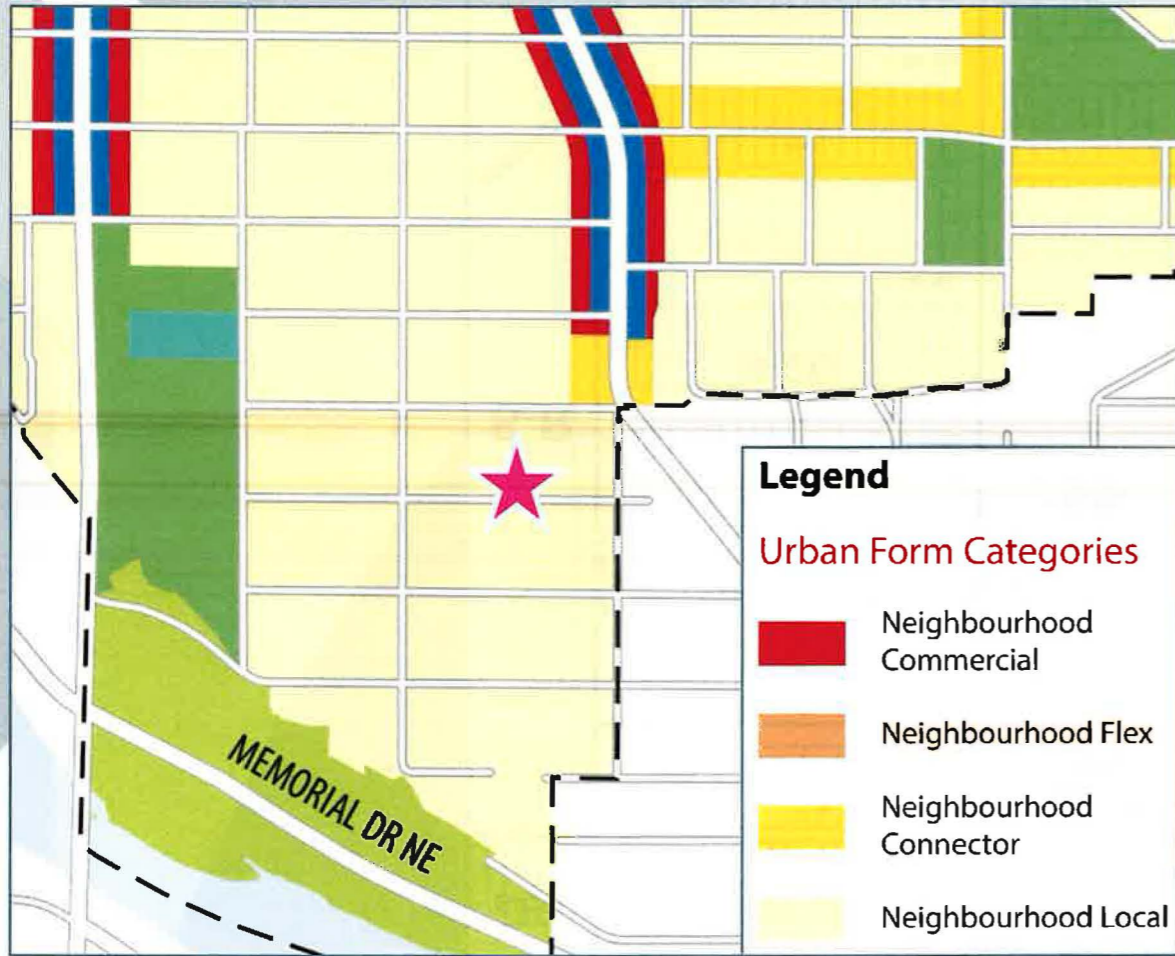 MEMORIAL DR NE
Legend
Urban Form Categories
Neighbourhood
Commercial
Neighbourhood Flex
Neighbourhood
Connector
Neighbourhood Local